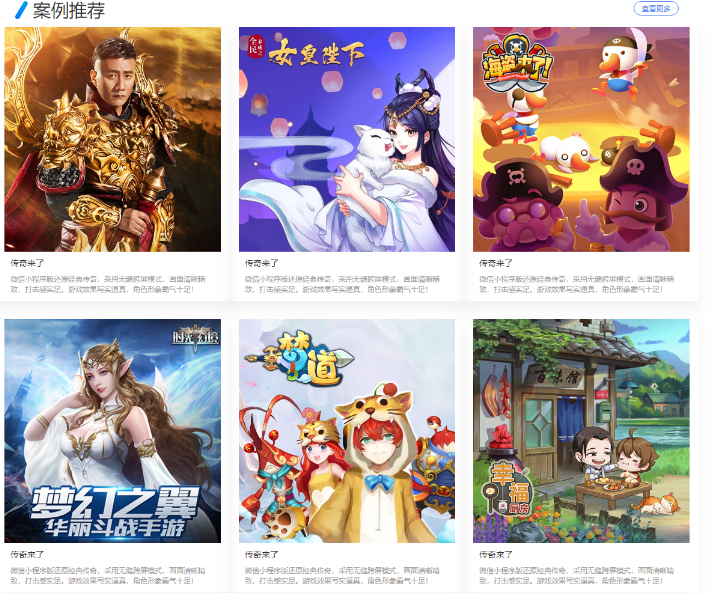 案例推荐
查看更多
全民
女皇陛下
海盗来了!
传奇来了
微信小程序版还原经典传奇，采用无缝跨屏模式，画面清晰精
致，打击感实足。游戏效果写实逼真，角色形象霸气十足！
传奇来了
微信小程序版还原经典传奇，采用无缝跨屏模式，画面清晰精
致，打击感实足。游戏效果写实逼真，角色形象霸气十足！
传奇来了
微信小程序版还原经典传奇，采用无缝跨屏模式，画面清晰精
致，打击感实足。游戏效果写实逼真，角色形象霸气十足！
时光幻境
梦幻之翼
华丽斗战手游
梦道
百味馆
幸福
厨房
传奇来了
微信小程序版还原经典传奇，采用无缝跨屏模式，画面清晰精
致，打击感实足。游戏效果写实逼真，角色形象霸气十足！
传奇来了
微信小程序版还原经典传奇，采用无缝跨屏模式，画面清晰精
致，打击感实足。游戏效果写实逼真，角色形象霸气十足！
传奇来了
微信小程序版还原经典传奇，采用无缝跨屏模式，画面清晰精
致，打击感实足。游戏效果写实逼真，角色形象霸气十足！